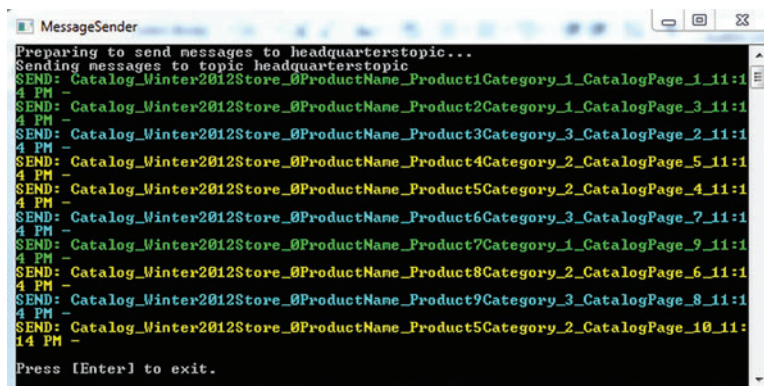 MessageSender
Preparing to send messages to headquarterstopic...
Sending messages to topic headquarterstopic
SEND: Catalog_Winter2012Store_0ProductName_Product1Category_1_CatalogPage_1_11:1
4 PM -
SEND: Catalog_Winter2012Store_0ProductName_Product2Category_1_CatalogPage_3_11:1
4 PM -
SEND: Catalog_Winter2012Store_0ProductName_Product3Category_3_CatalogPage_2_11:1
4 PM -
SEND: Catalog_Winter2012Store_0ProductName_Product4Category_2_CatalogPage_5_11:1
4 PM -
SEND: Catalog_Winter2012Store_0ProductName_Product5Category_2_CatalogPage_4_11:1
4 PM -
SEND: Catalog_Winter2012Store_0ProductName_Product6Category_3_CatalogPage_7_11:1
4 PM -
SEND: Catalog_Winter2012Store_0ProductName_Product7Category_1_CatalogPage_9_11:1
4 PM -
SEND: Catalog_Winter2012Store_0ProductName_Product8Category_2_CatalogPage_6_11:1
4 PM -
SEND: Catalog_Winter2012Store_0ProductName_Product9Category_3_CatalogPage_8_11:1
4 PM -
SEND: Catalog_Winter2012Store_0ProductName_Product5Category_2_CatalogPage_10_11:
14 PM -
Press [Enter] to exit.